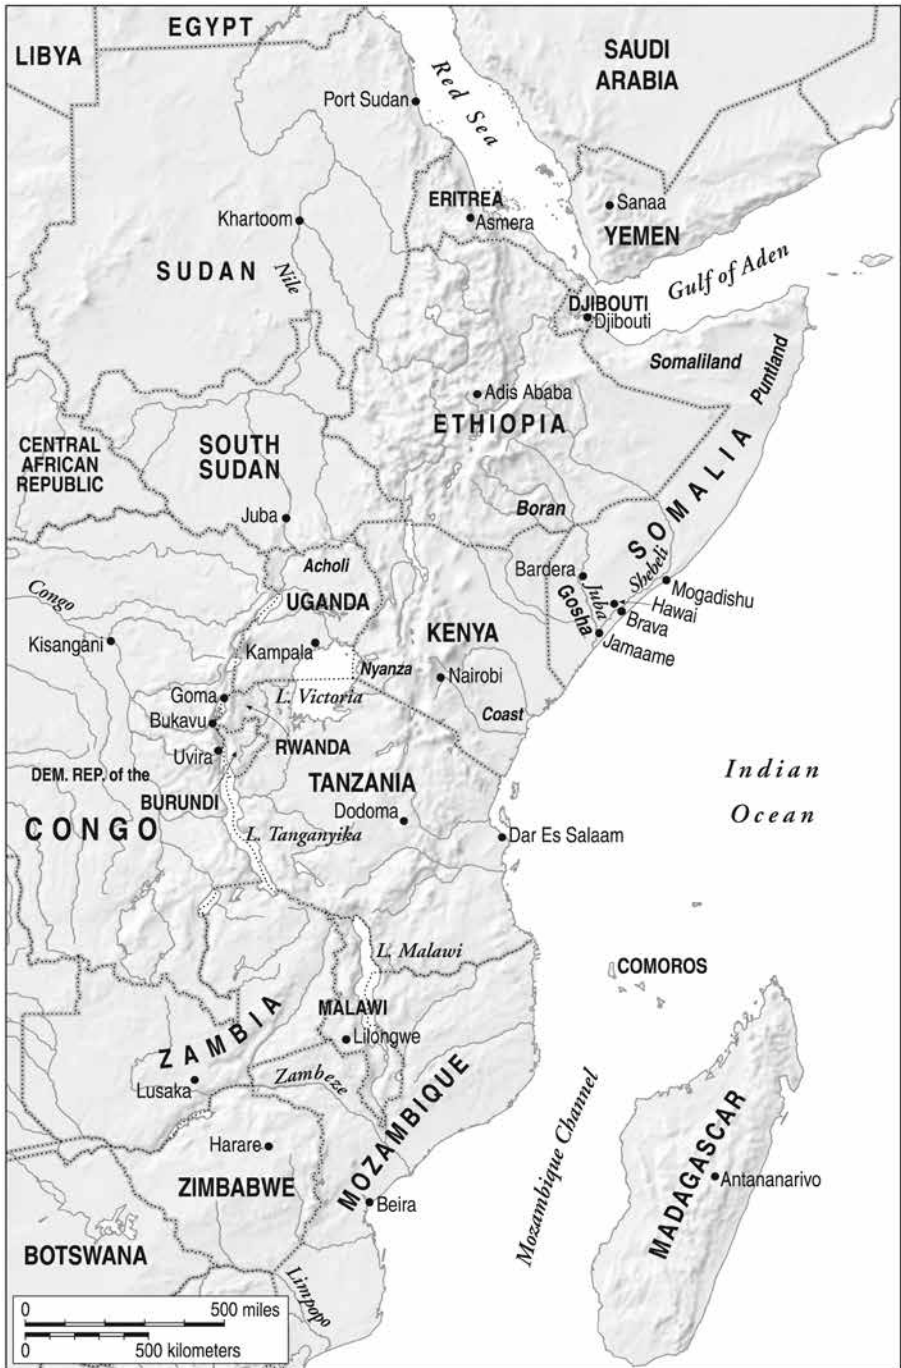 EGYPT
LIBYA
SAUDI
ARABIA
Red Sea
Port Sudan
ERITREA
Asmera
Sanaa
YEMEN
Khartoom
SUDAN
Nile
Gulf of Aden
DJIBOUTI
Djibouti
Somaliland
Puntland
Adis Ababa
ETHIOPIA
CENTRAL
AFRICAN
REPUBLIC
SOUTH
SUDAN
SOMALIA
Boran
Juba
Acholi
Bardera
Juba
Shebeli
Mogadishu
Gosha
Hawai
Brava
Jamaame
Congo
UGANDA
KENYA
Kisangani
Kampala
Nyanza
Nairobi
Goma
L. Victoria
Coast
Bukavu
RWANDA
Uvira
DEM. REP. of the
CONGO
BURUNDI
TANZANIA
Dodoma
L. Tanganyika
Dar Es Salaam
Indian
Ocean
L. Malawi
COMOROS
MALAWI
Lilongwe
ZAMBIA
Lusaka
Zambeze
MOZAMBIQUE
Mozambique Channel
MADAGASCAR
Antananarivo
Harare
ZIMBABWE
Beira
BOTSWANA
Limpopo
0 500 miles
0 500 kilometers